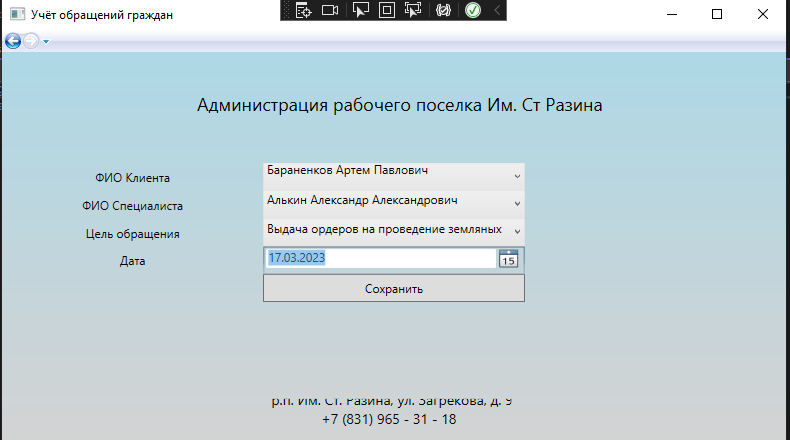 Учёт обращений граждан
Администрация рабочего поселка Им. Ст Разина
ФИО Клиента
Бараненков Артем Павлович
ФИО Специалиста
Алькин Александр Александрович
Цель обращения
Выдача ордеров на проведение земляных
Дата
17.03.2023
15
Сохранить
р.п. Им. Ст. Разина, ул. Загрекова, д. 9
+7 (831) 965 - 31 - 18